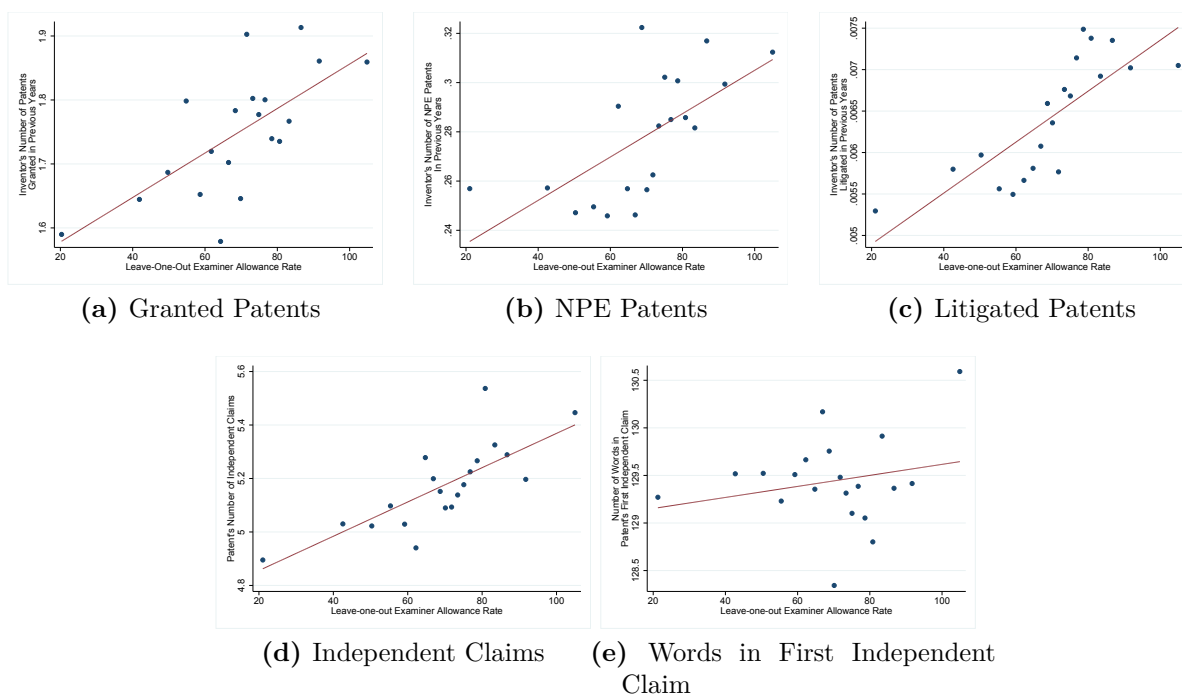 Inventor's Number of Patents
Granted in Previous Years
1.6
1.7
1.8
1.9
20
40
60
80
100
Leave-One-Out Examiner Allowance Rate
(a) Granted Patents
Inventor's Number of NPE Patents
In Previous Years
.24
.26
.28
.3
.32
20
40
60
80
100
Leave-one-out Examiner Allowance Rate
(b) NPE Patents
Inventor's Number of Patents
Litigated in Previous Years
.005
.0055
.006
.0065
.007
.0075
20
40
60
80
100
Leave-one-out Examiner Allowance Rate
(c) Litigated Patents
Patent's Number of Independent Claims
4.8
5
5.2
5.4
5.6
20
40
60
80
100
Leave-one-out Examiner Allowance Rate
(d) Independent Claims
Number of Words in
Patent's First Independent Claim
128.5
129
129.5
130
130.5
20
40
60
80
100
Leave-one-out Examiner Allowance Rate
(e) Words in First Independent
Claim